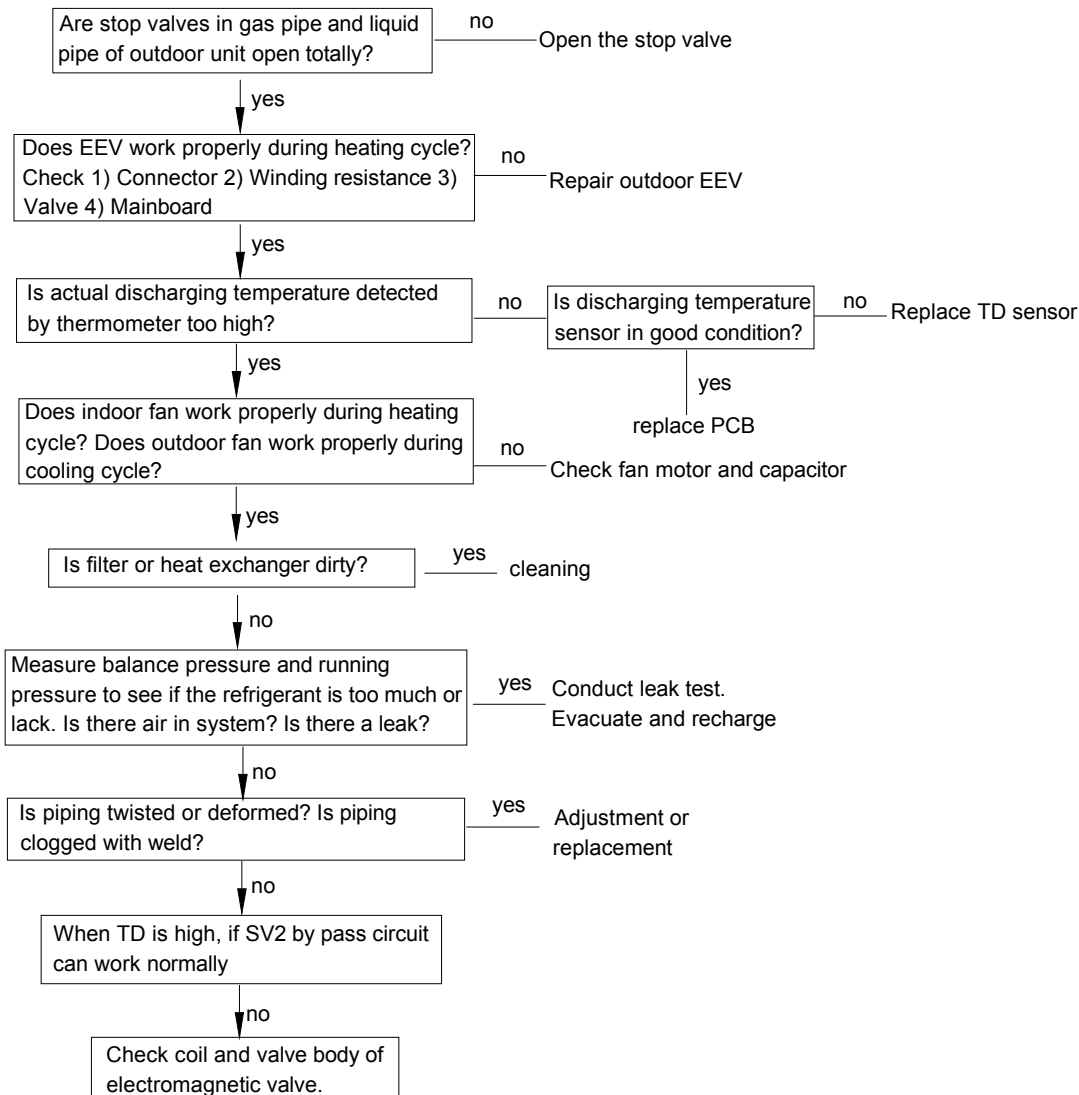 Are stop valves in gas pipe and liquid
pipe of outdoor unit open totally?
no
Open the stop valve
yes
Does EEV work properly during heating cycle?
Check 1) Connector 2) Winding resistance 3)
Valve 4) Mainboard
no
Repair outdoor EEV
yes
Is actual discharging temperature detected
by thermometer too high?
no
Is discharging temperature
sensor in good condition?
no
Replace TD sensor
yes
replace PCB
yes
Does indoor fan work properly during heating
cycle? Does outdoor fan work properly during
cooling cycle?
no
Check fan motor and capacitor
yes
Is filter or heat exchanger dirty?
yes
cleaning
no
Measure balance pressure and running
pressure to see if the refrigerant is too much or
lack. Is there air in system? Is there a leak?
yes
Conduct leak test.
Evacuate and recharge
no
Is piping twisted or deformed? Is piping
clogged with weld?
yes
Adjustment or
replacement
no
When TD is high, if SV2 by pass circuit
can work normally
no
Check coil and valve body of
electromagnetic valve.